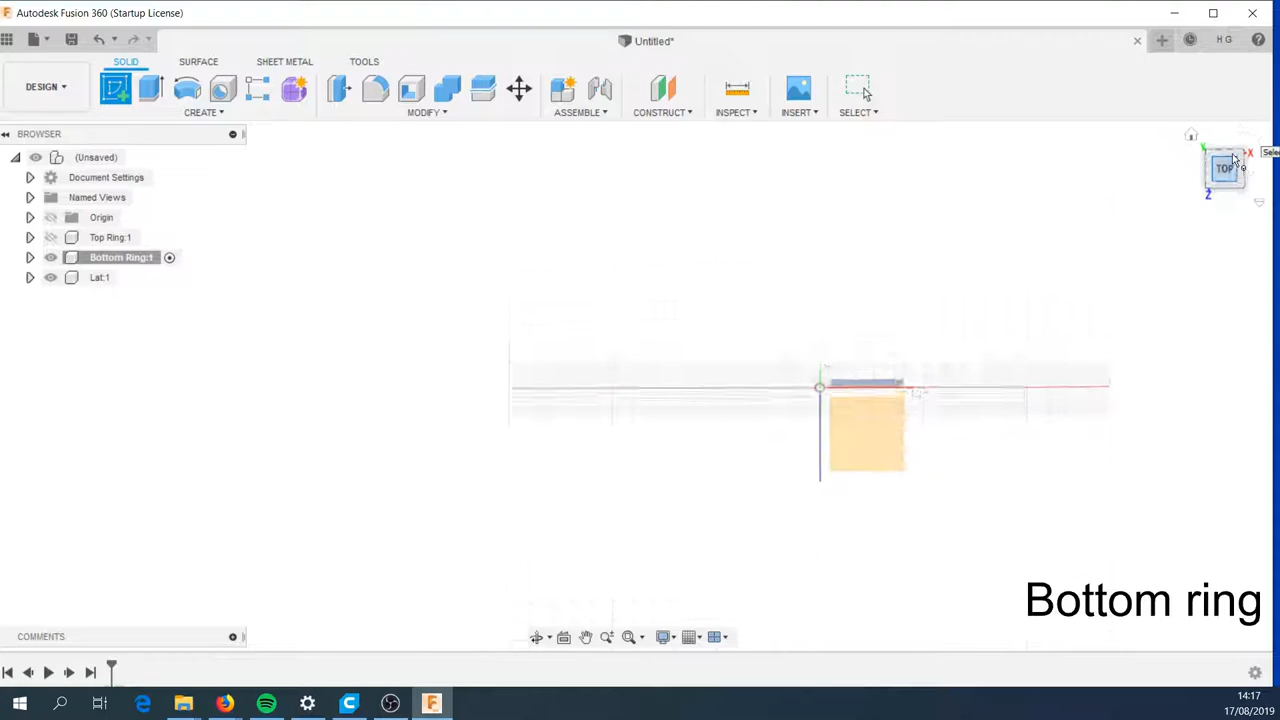 Autodesk Fusion 360 (Startup License)
Untitled*
H G
DESIGN
SOLID
SURFACE
SHEET METAL
TOOLS
CREATE
MODIFY
ASSEMBLE
CONSTRUCT
INSPECT
INSERT
SELECT
BROWSER
(Unsaved)
Document Settings
Named Views
Origin
Top Ring:1
Bottom Ring:1
Lat:1
Y
X
TOP
Z
Bottom ring
COMMENTS
14:17
17/08/2019